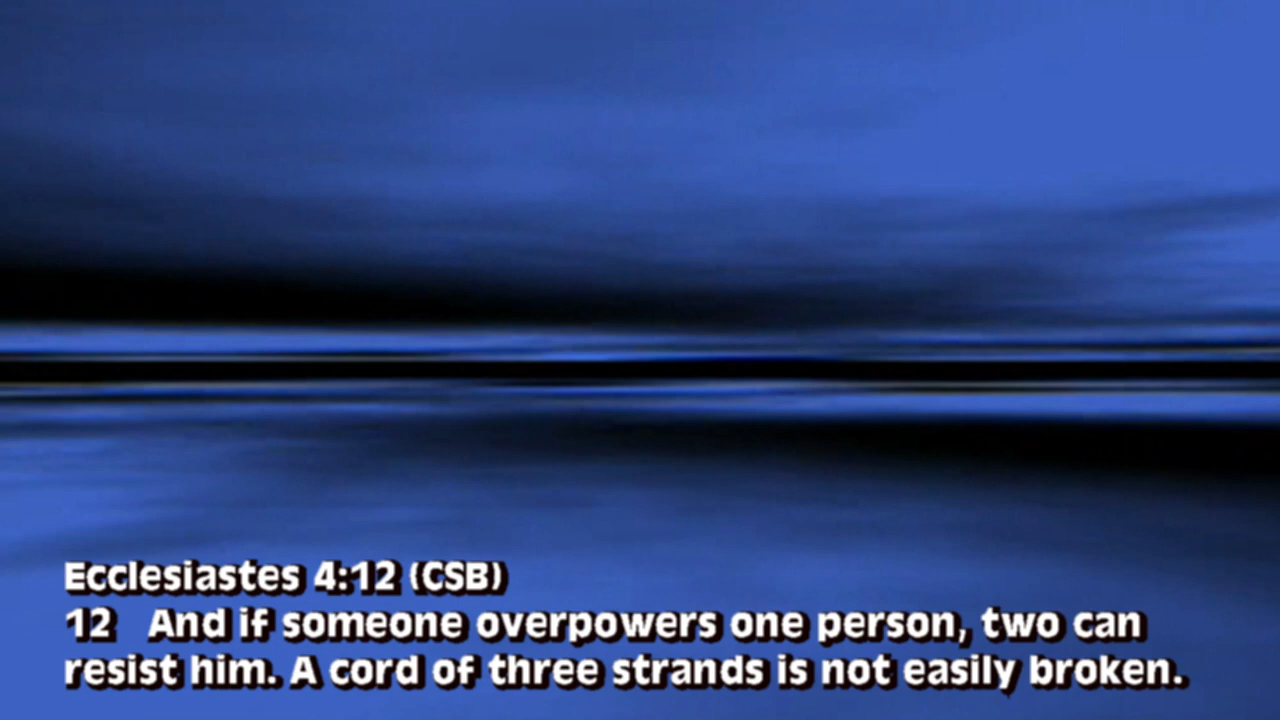 Ecclesiastes 4:12 (CSB)
12 And if someone overpowers one person, two can
resist him. A cord of three strands is not easily broken.